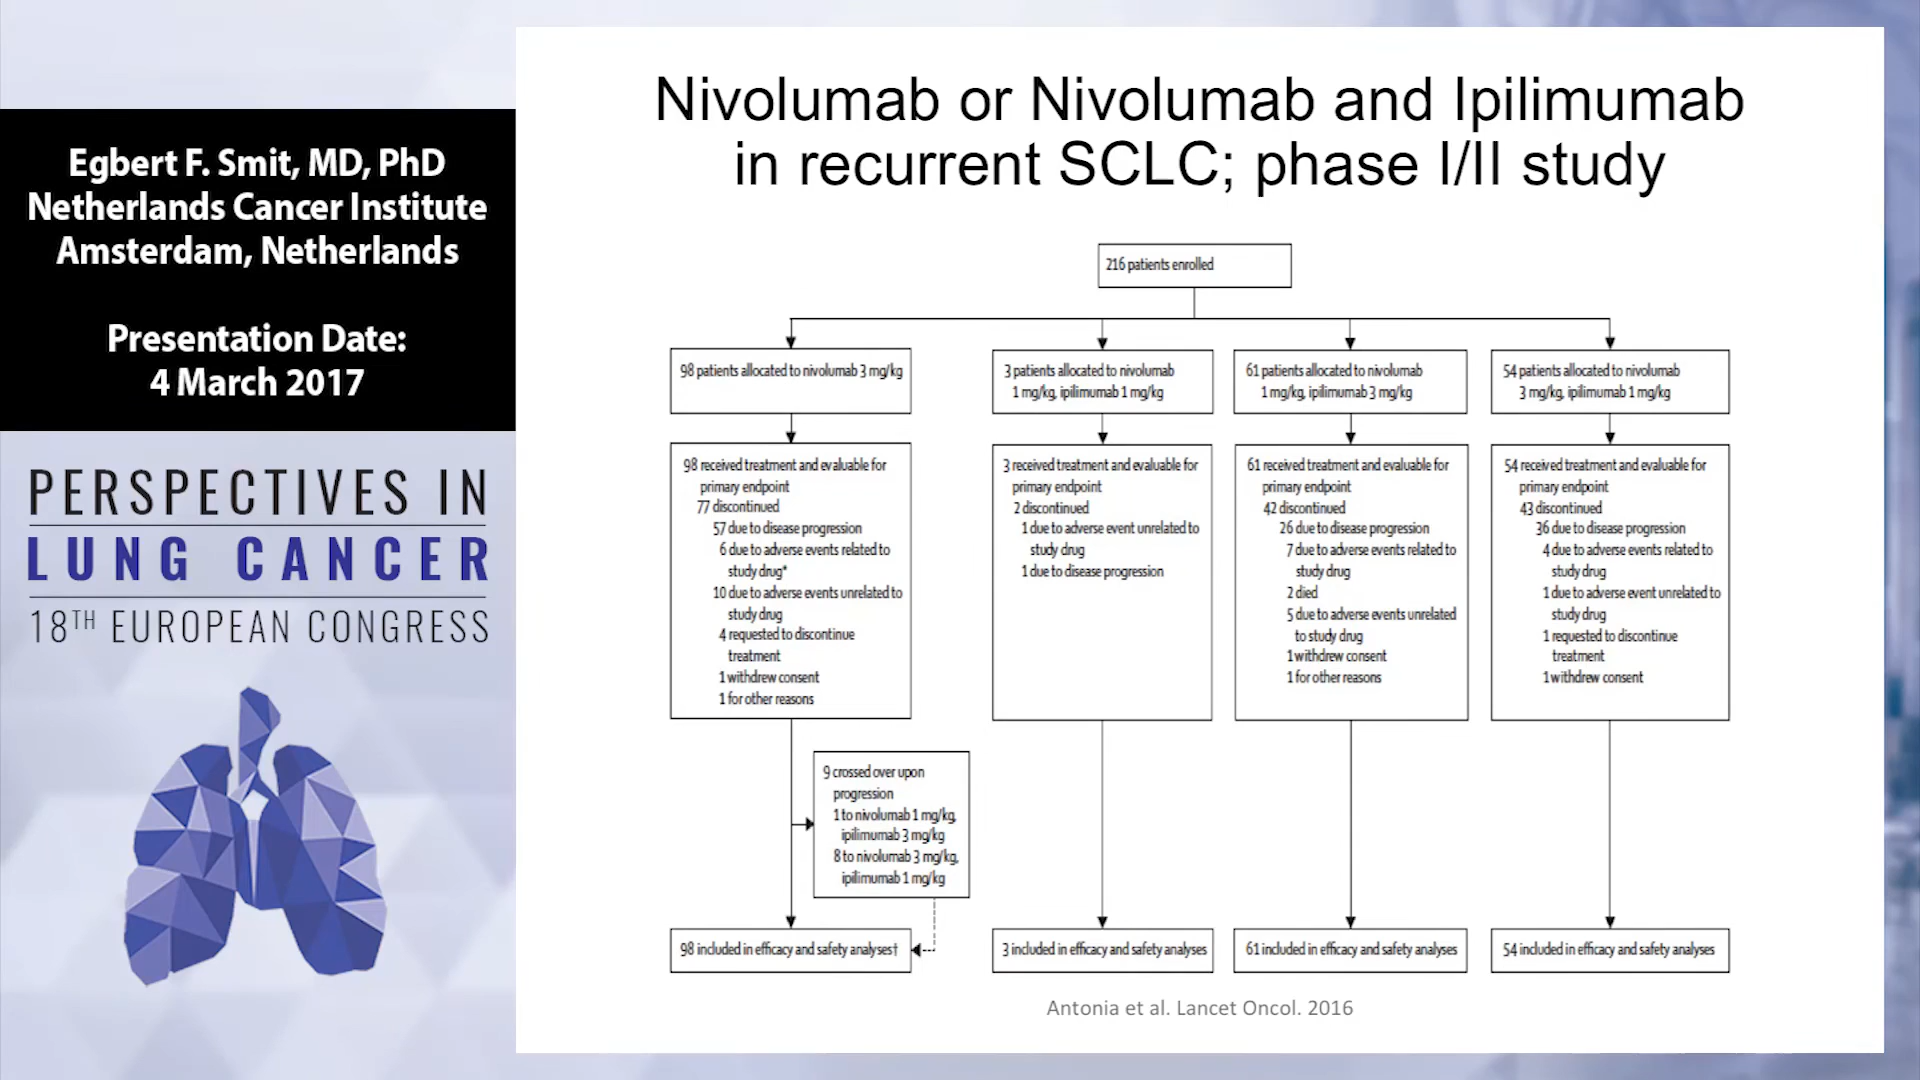 Egbert F. Smit, MD, PhD
Netherlands Cancer Institute
Amsterdam, Netherlands
Presentation Date:
4 March 2017
PERSPECTIVES IN
LUNG CANCER
18TH EUROPEAN CONGRESS
Nivolumab or Nivolumab and Ipilimumab
in recurrent SCLC; phase I/II study
216 patients enrolled
98 patients allocated to nivolumab 3 mg/kg
3 patients allocated to nivolumab
1 mg/kg, ipilimumab 1 mg/kg
61 patients allocated to nivolumab
1 mg/kg, ipilimumab 3 mg/kg
54 patients allocated to nivolumab
3 mg/kg, ipilimumab 1 mg/kg
98 received treatment and evaluable for
primary endpoint
77 discontinued
57 due to disease progression
6 due to adverse events related to
study drug*
10 due to adverse events unrelated to
study drug
4 requested to discontinue
treatment
1 withdrew consent
1 for other reasons
3 received treatment and evaluable for
primary endpoint
2 discontinued
1 due to adverse event unrelated to
study drug
1 due to disease progression
61 received treatment and evaluable for
primary endpoint
42 discontinued
26 due to disease progression
7 due to adverse events related to
study drug
2 died
5 due to adverse events unrelated
to study drug
1 withdrew consent
1 for other reasons
54 received treatment and evaluable for
primary endpoint
43 discontinued
36 due to disease progression
4 due to adverse events related to
study drug
1 due to adverse event unrelated to
study drug
1 requested to discontinue
treatment
1 withdrew consent
9 crossed over upon
progression
1 to nivolumab 1 mg/kg,
ipilimumab 3 mg/kg
8 to nivolumab 3 mg/kg,
ipilimumab 1 mg/kg
98 included in efficacy and safety analyses†
3 included in efficacy and safety analyses
61 included in efficacy and safety analyses
54 included in efficacy and safety analyses
Antonia et al. Lancet Oncol. 2016